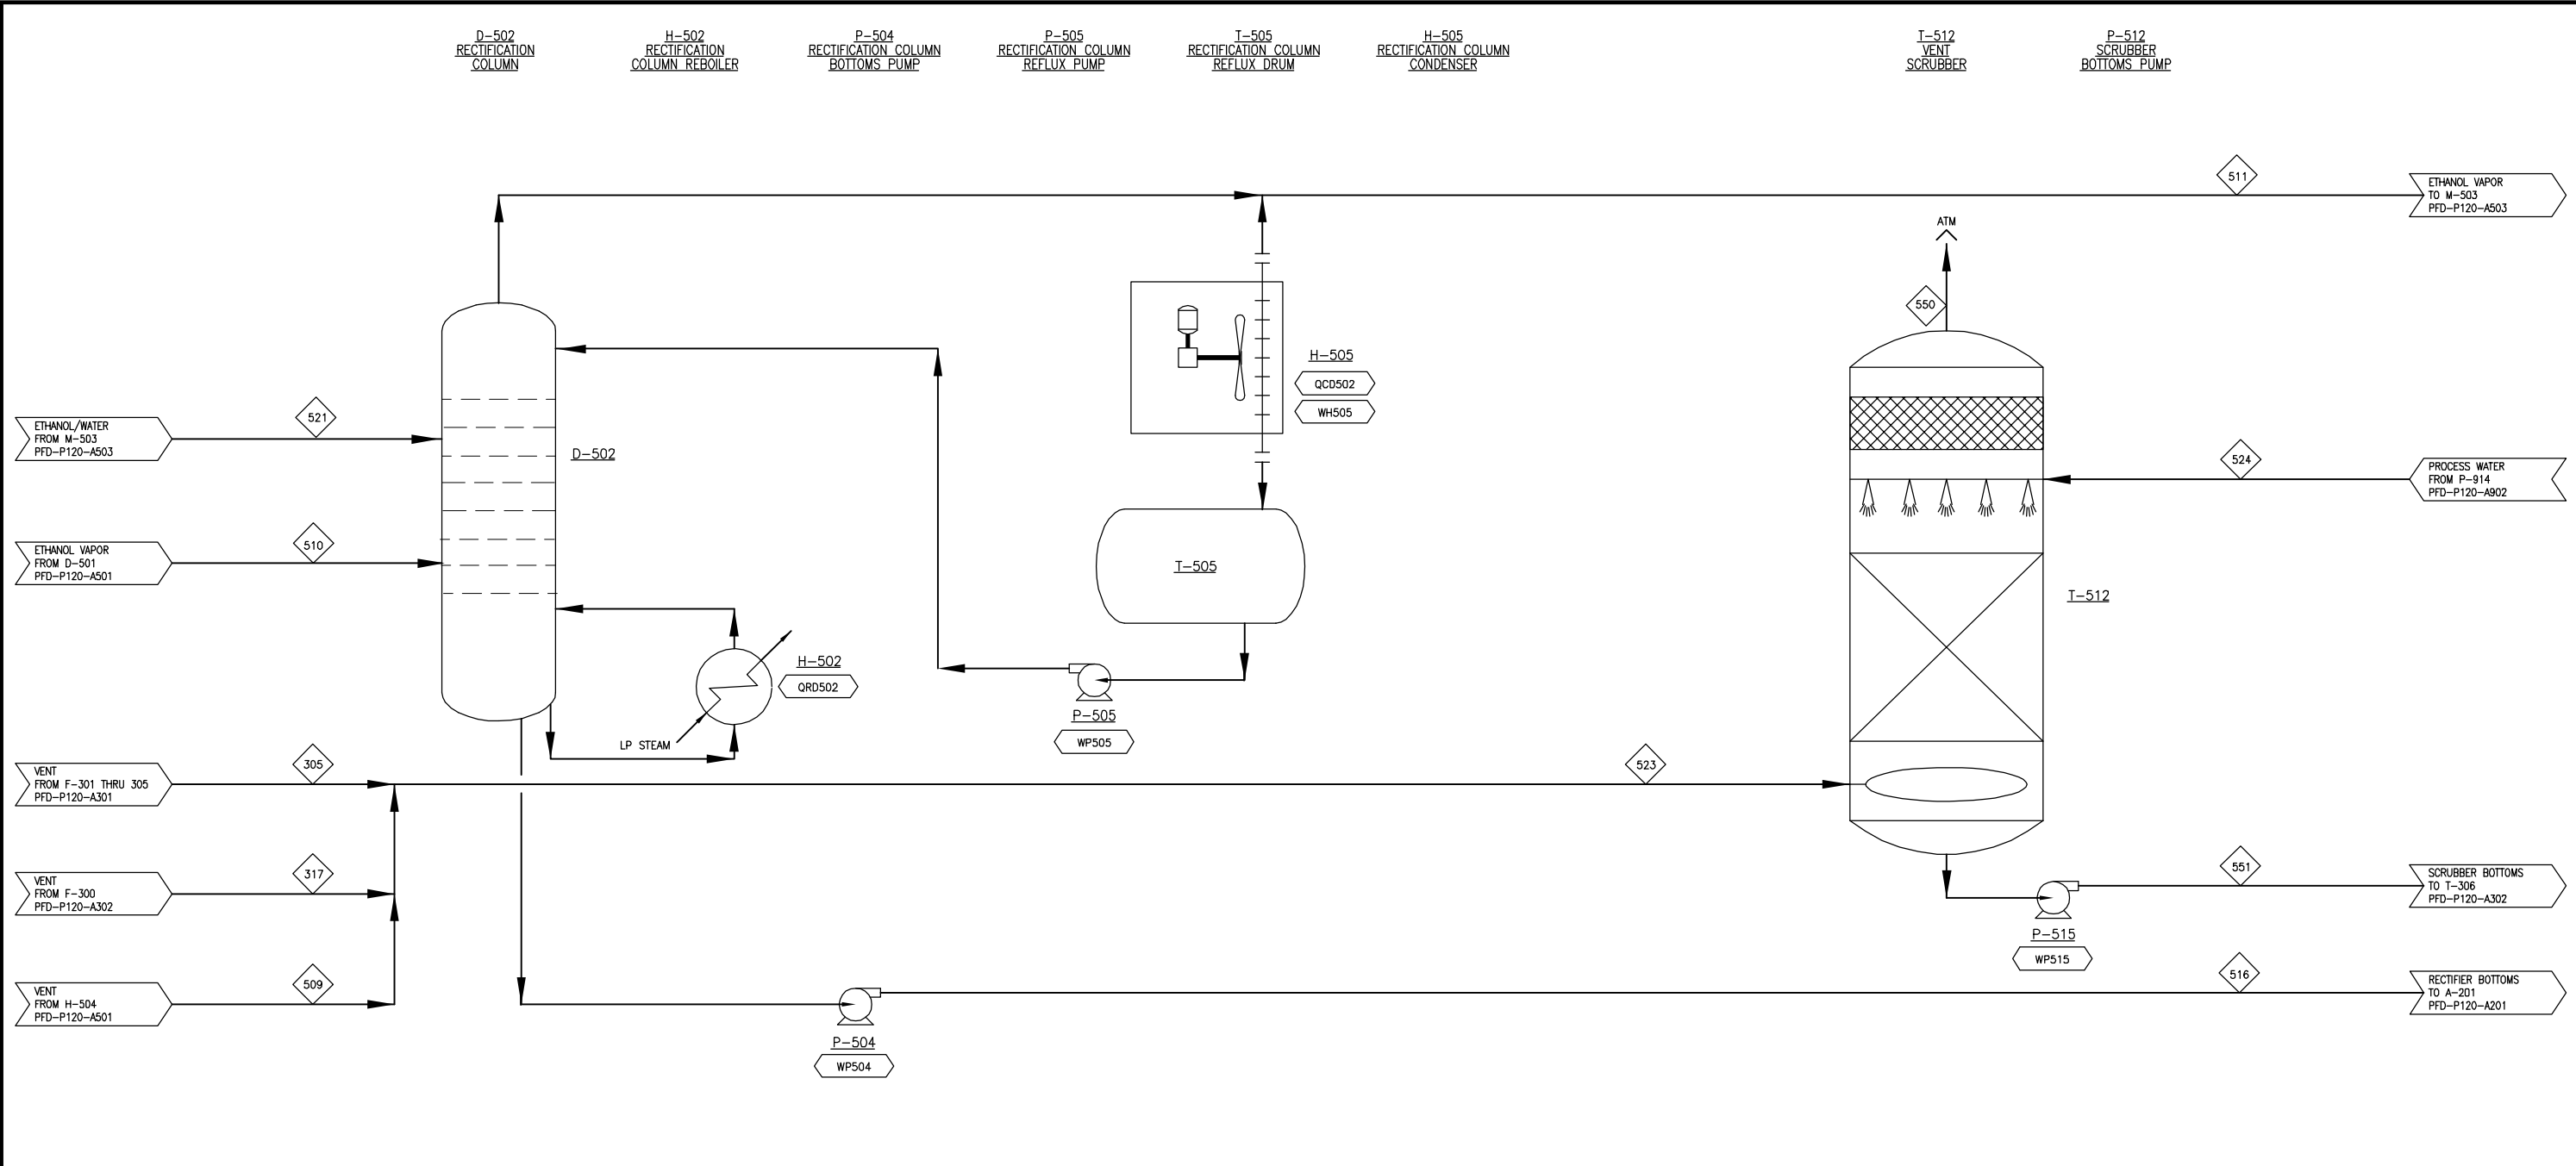 D-502
RECTIFICATION
COLUMN
H-502
RECTIFICATION
COLUMN REBOILER
P-504
RECTIFICATION COLUMN
BOTTOMS PUMP
P-505
RECTIFICATION COLUMN
REFLUX PUMP
T-505
RECTIFICATION COLUMN
REFLUX DRUM
H-505
RECTIFICATION COLUMN
CONDENSER
T-512
VENT
SCRUBBER
P-512
SCRUBBER
BOTTOMS PUMP
511
ETHANOL VAPOR
TO M-503
PFD-P120-A503
ATM
550
H-505
QCD502
WH505
521
ETHANOL/WATER
FROM M-503
PFD-P120-A503
D-502
524
PROCESS WATER
FROM P-914
PFD-P120-A902
510
ETHANOL VAPOR
FROM D-501
PFD-P120-A501
T-505
T-512
H-502
QRD502
LP STEAM
P-505
WP505
305
VENT
FROM F-301 THRU 305
PFD-P120-A301
523
317
VENT
FROM F-300
PFD-P120-A302
551
SCRUBBER BOTTOMS
TO T-306
PFD-P120-A302
P-515
WP515
509
VENT
FROM H-504
PFD-P120-A501
516
RECTIFIER BOTTOMS
TO A-201
PFD-P120-A201
P-504
WP504